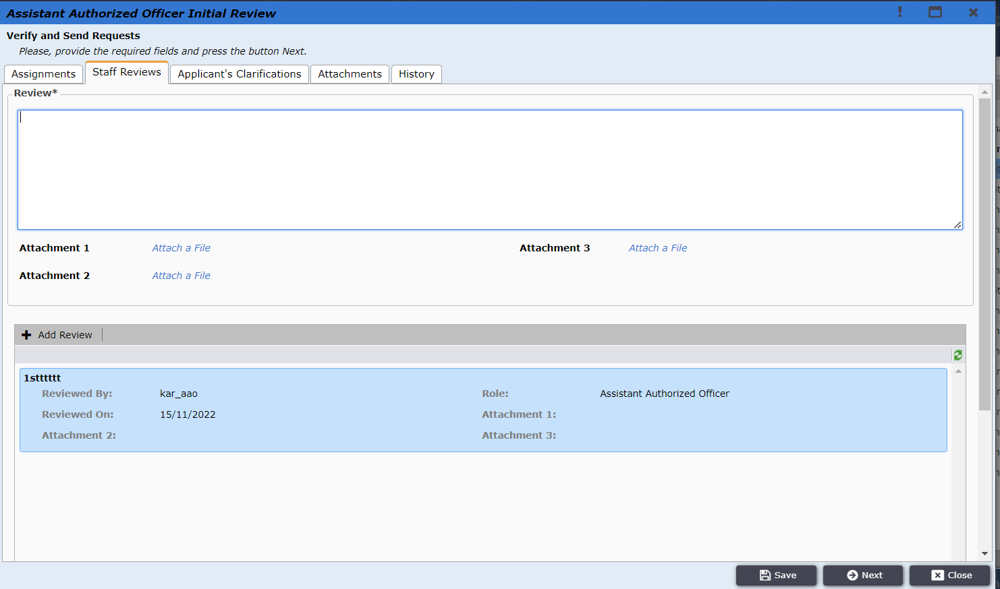 Assistant Authorized Officer Initial Review
Verify and Send Requests
Please, provide the required fields and press the button Next.
Assignments Staff Reviews Applicant's Clarifications Attachments History
Review*
Attachment 1 Attach a File Attachment 3 Attach a File
Attachment 2 Attach a File
Add Review
1stttttt
Reviewed By: kar_aao Role: Assistant Authorized Officer
Reviewed On: 15/11/2022 Attachment 1:
Attachment 2: Attachment 3:
Save Next Close